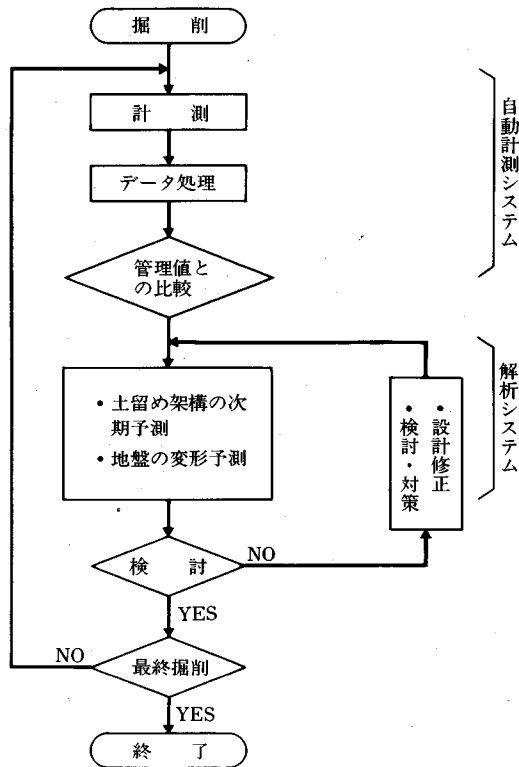 掘 削
計 測
データ処理
管理値と
の比較
自動計測システム
・土留め架構の次
期予測
・地盤の変形予測
・設計修正
・検討・対策
解析システム
検 討
NO
YES
最終掘削
NO
YES
終 了